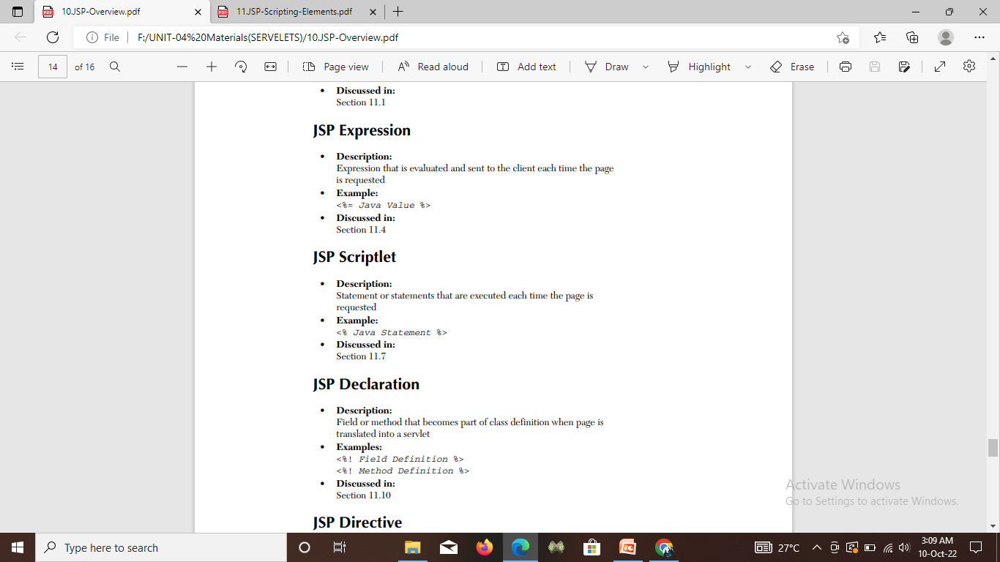 10.JSP-Overview.pdf
11.JSP-Scripting-Elements.pdf
File
F:/UNIT-04%20Materials(SERVELETS)/10.JSP-Overview.pdf
14 of 16
Page view
Read aloud
Add text
Draw
Highlight
Erase
• Discussed in:
Section 11.1
JSP Expression
• Description:
Expression that is evaluated and sent to the client each time the page
is requested
• Example:
<%= Java Value %>
• Discussed in:
Section 11.4
JSP Scriptlet
• Description:
Statement or statements that are executed each time the page is
requested
• Example:
<% Java Statement %>
• Discussed in:
Section 11.7
JSP Declaration
• Description:
Field or method that becomes part of class definition when page is
translated into a servlet
• Examples:
<%! Field Definition %>
<%! Method Definition %>
• Discussed in:
Section 11.10
JSP Directive
Activate Windows
Go to Settings to activate Windows.
Type here to search
27°C
3:09 AM
10-Oct-22